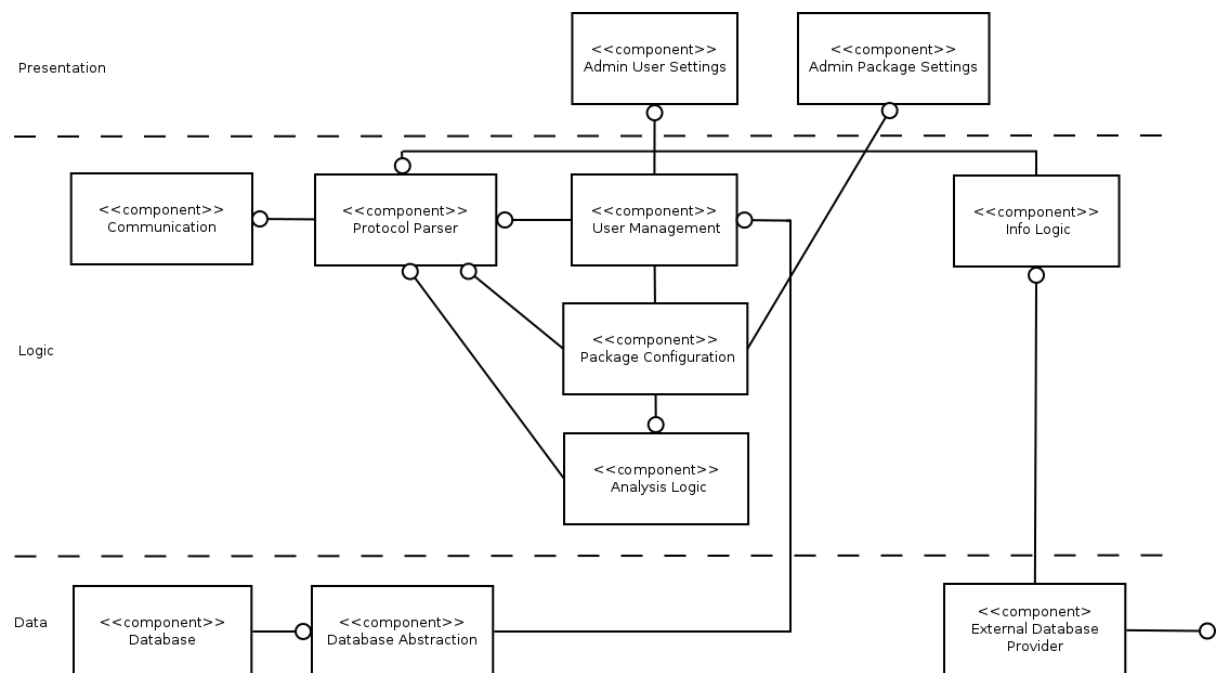 <<component>>
Admin User Settings
<<component>>
Admin Package Settings
Presentation
<<component>>
Communication
<<component>>
Protocol Parser
<<component>>
User Management
<<component>>
Info Logic
<<component>>
Package Configuration
Logic
<<component>>
Analysis Logic
Data
<<component>>
Database
<<component>>
Database Abstraction
<<component>
External Database
Provider